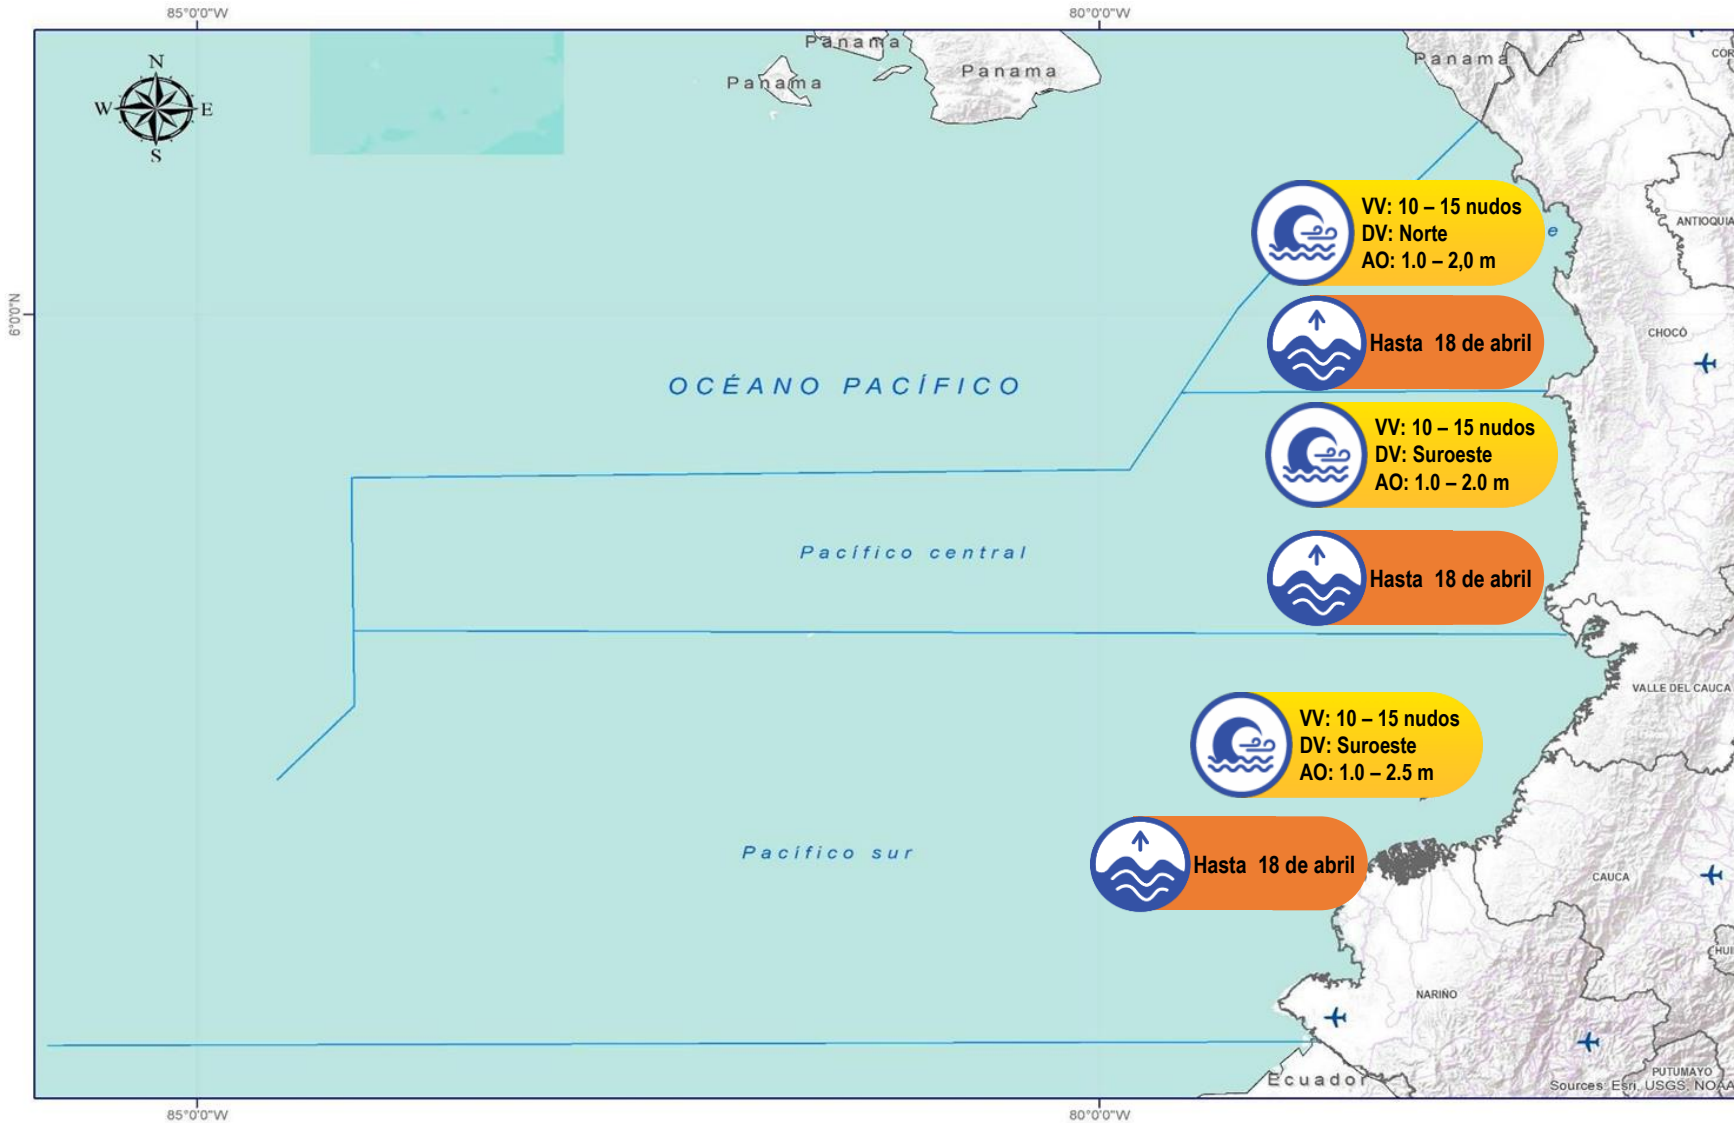 85°0'0"W
80°0'0"W
N
W
E
S
Panama
Panama
Panama
Panama
ANTIOQUIA
VV: 10 – 15 nudos
DV: Norte
AO: 1.0 – 2,0 m
e
6°0'0"N
CHOCÓ
Hasta 18 de abril
OCÉANO PACÍFICO
VV: 10 – 15 nudos
DV: Suroeste
AO: 1.0 – 2.0 m
Pacífico central
Hasta 18 de abril
VALLE DEL CAUCA
VV: 10 – 15 nudos
DV: Suroeste
AO: 1.0 – 2.5 m
Pacífico sur
Hasta 18 de abril
CAUCA
HUI
NARIÑO
PUTUMAYO
Ecuador
Sources: Esri, USGS, NOAA
85°0'0"W
80°0'0"W